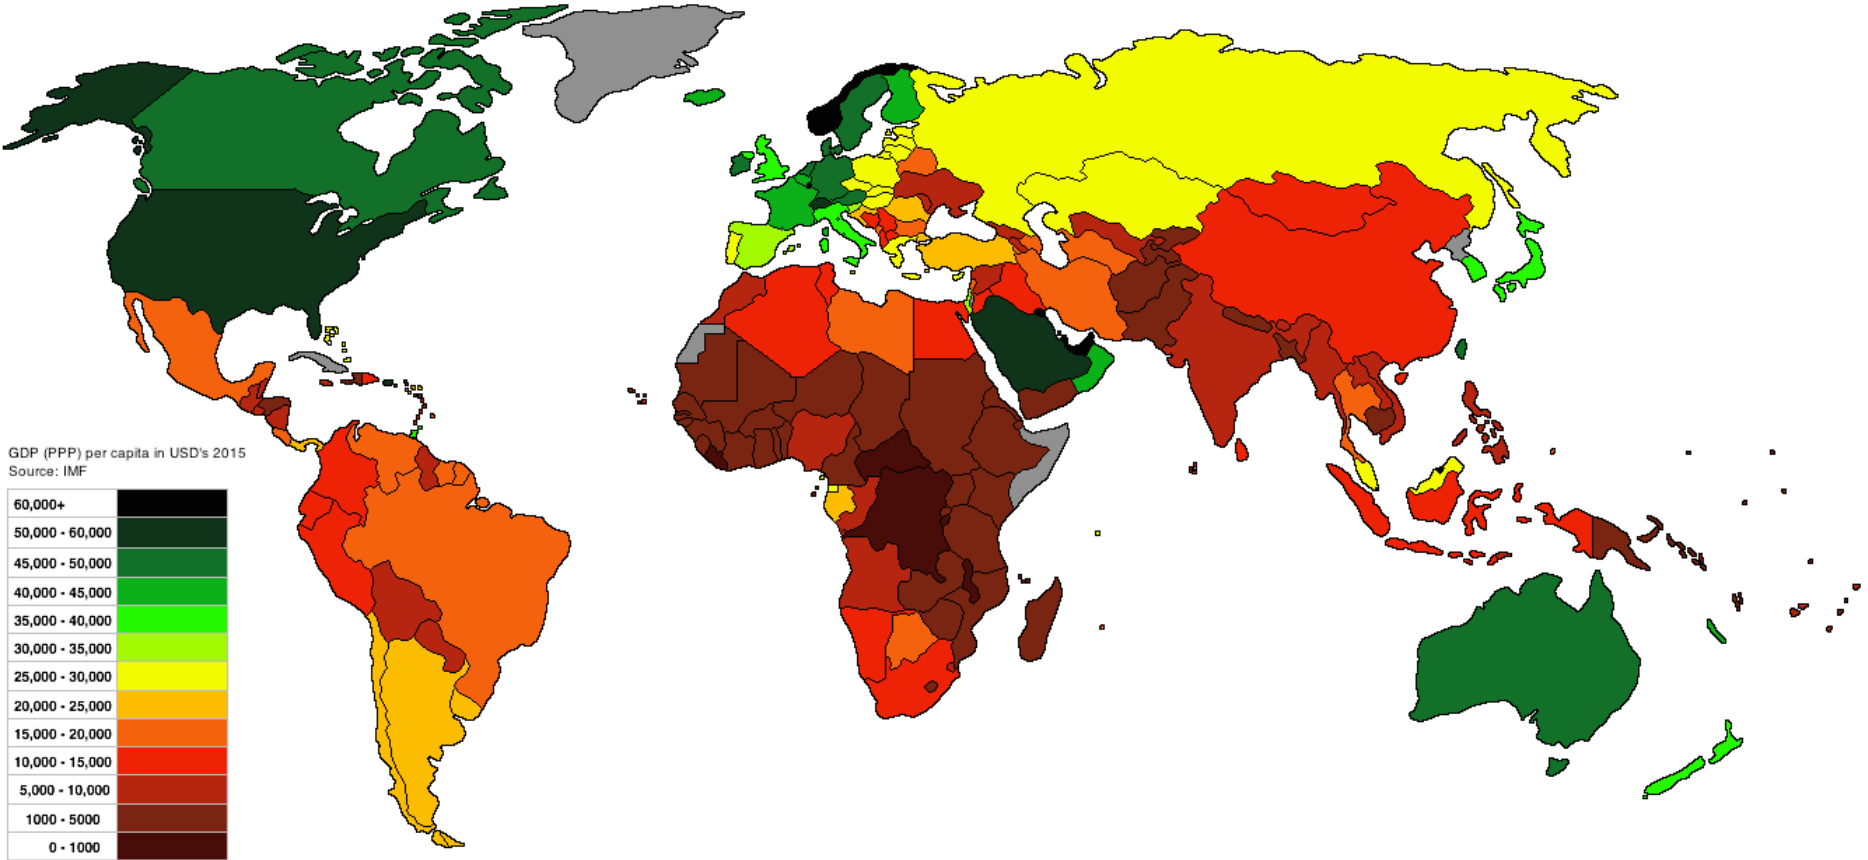 GDP (PPP) per capita in USD's 2015
Source: IMF
60,000+
50,000 - 60,000
45,000 - 50,000
40,000 - 45,000
35,000 - 40,000
30,000 - 35,000
25,000 - 30,000
20,000 - 25,000
15,000 - 20,000
10,000 - 15,000
5,000 - 10,000
1000 - 5000
0 - 1000